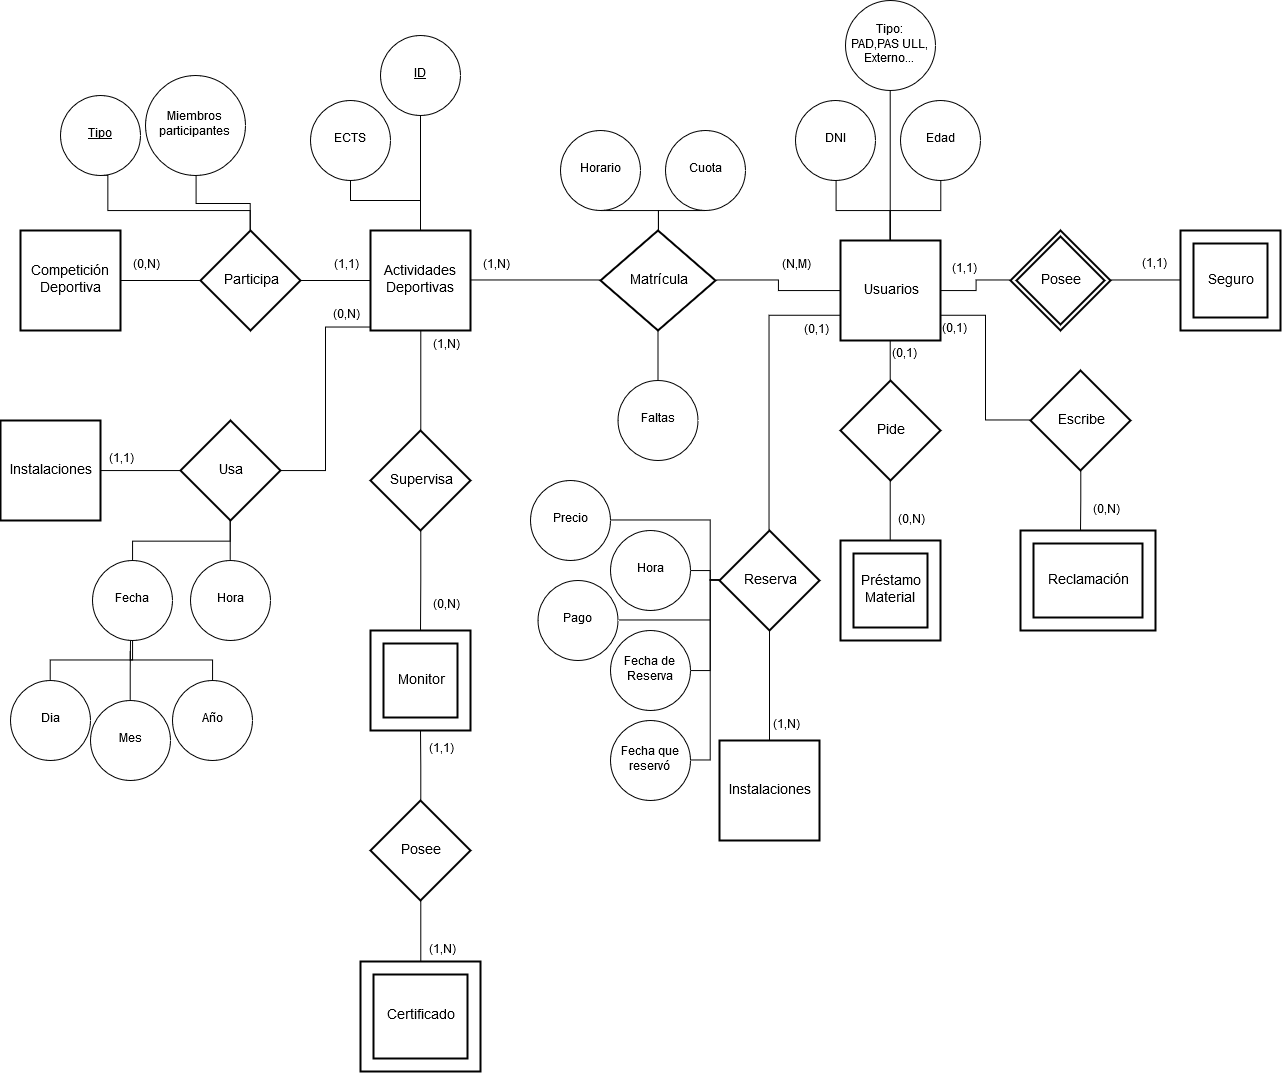 Tipo:
PAD,PAS ULL,
Externo...
ID
Tipo
Miembros
participantes
ECTS
DNI
Edad
Horario
Cuota
Competición
Deportiva
(0,N)
Participa
(1,1)
Actividades
Deportivas
(1,N)
Matrícula
(N,M)
Usuarios
(1,1)
Posee
(1,1)
Seguro
(0,N)
(1,N)
(0,1)
(0,1)
(0,1)
Faltas
Pide
Escribe
Instalaciones
(1,1)
Usa
Supervisa
Precio
(0,N)
(0,N)
Hora
Reserva
Préstamo
Material
Reclamación
Fecha
Hora
(0,N)
Pago
Fecha de
Reserva
Monitor
Dia
Mes
Año
(1,N)
(1,1)
Fecha que
reservó
Instalaciones
Posee
(1,N)
Certificado